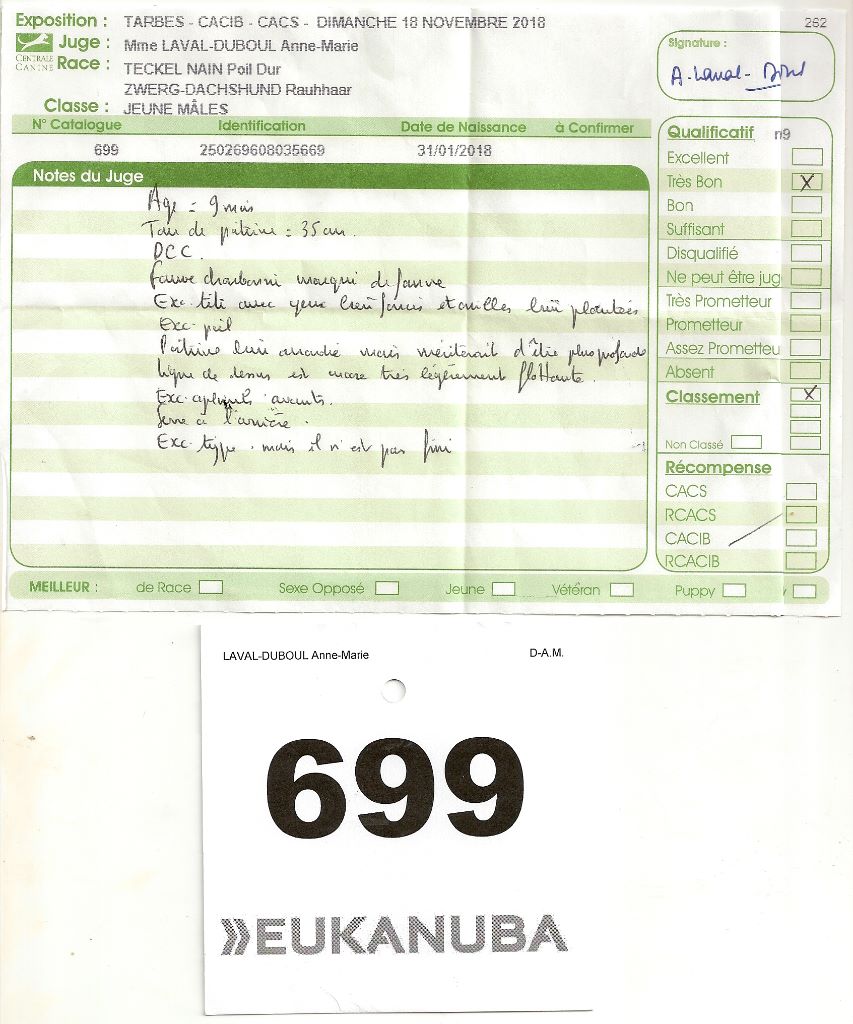 Exposition : TARBES - CACIB - CACS - DIMANCHE 18 NOVEMBRE 2018 262
Juge : Mme LAVAL-DUBOUL Anne-Marie
CENTRALE CANINE
Race : TECKEL NAIN Poil Dur
ZWERG-DACHSHUND Rauhhaar
Classe : JEUNE MÂLES
Signature :
A. Laval-
N° Catalogue Identification Date de Naissance à Confirmer
699 250269608035669 31/01/2018
Notes du Juge
Age = 9 mois
Tour de poitrine = 35 cm.
DCC.
fauve charbonné marqué de fauve
Exc. tête avec yeux bien foncés et oreilles bien plantées
Exc poil
Poitrine bien mais mériterait d'être plus profonde
ligne de dessus est encore très légèrement flottante.
Exc aplombs avants.
Serré à l'arrière.
Exc. type. mais il n'est pas fini
Qualificatif n9
Excellent
Très Bon X
Bon
Suffisant
Disqualifié
Ne peut être jug
Très Prometteur
Prometteur
Assez Prometteu
Absent
Classement X
Non Classé
Récompense
CACS
RCACS
CACIB
RCACIB
MEILLEUR : de Race Sexe Opposé Jeune Vétéran Puppy
LAVAL-DUBOUL Anne-Marie D-A.M.
699
EUKANUBA